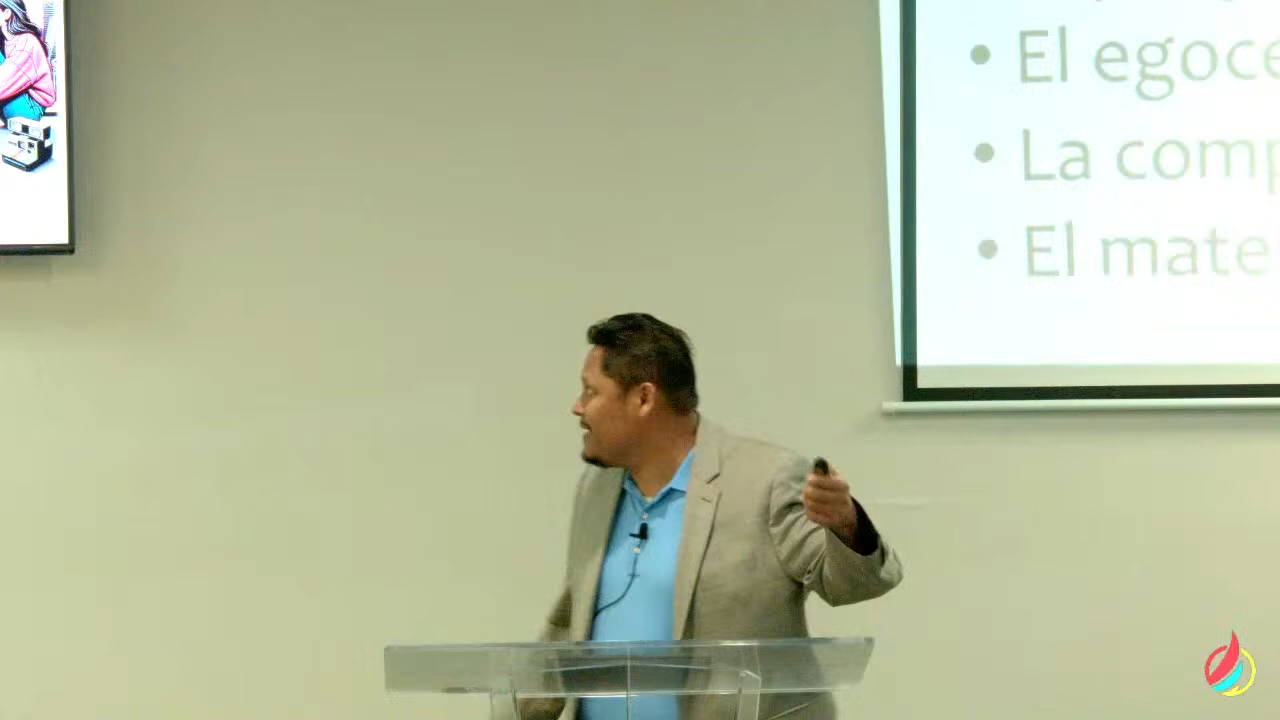 • El egoce
• La comp
• El mate